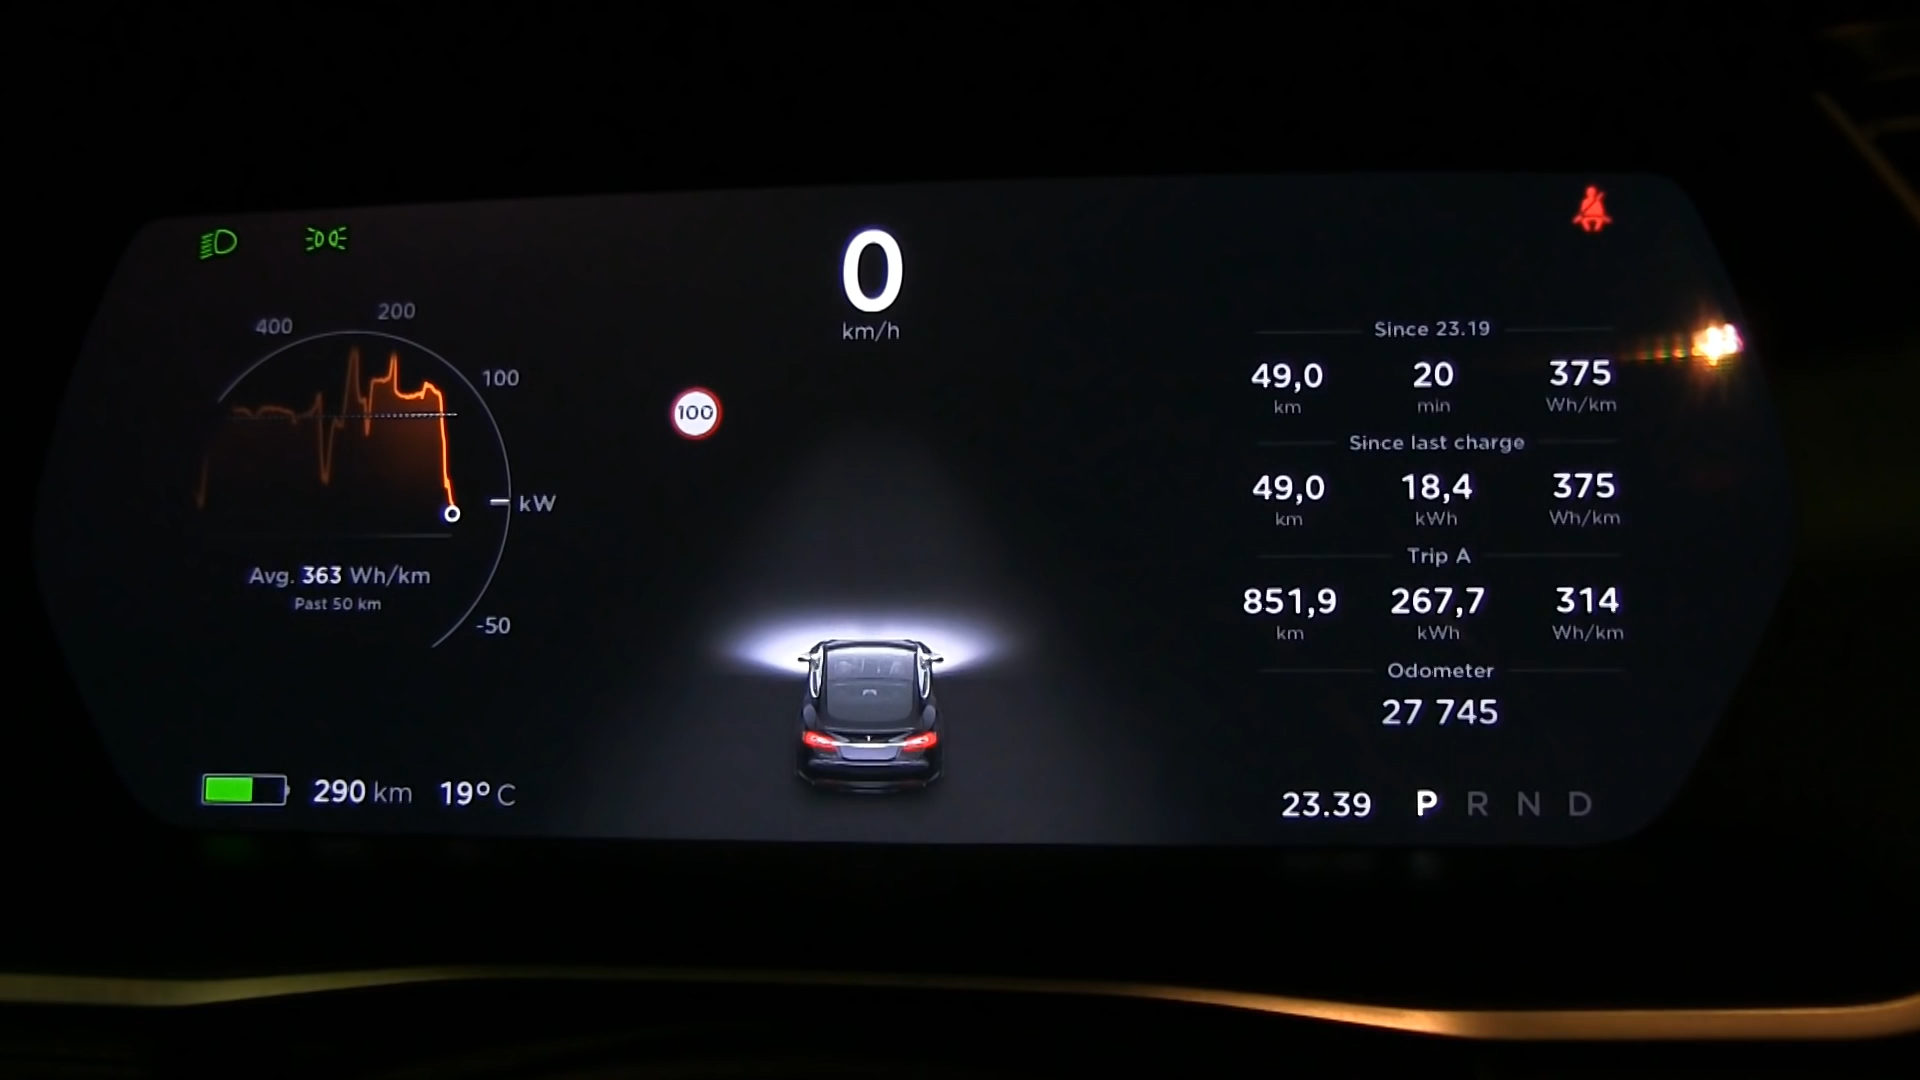 0
km/h
400
200
100
kW
-50
Avg. 363 Wh/km
Past 50 km
100
Since 23.19
49,0 20 375
km min Wh/km
Since last charge
49,0 18,4 375
km kWh Wh/km
Trip A
851,9 267,7 314
km kWh Wh/km
Odometer
27 745
290 km 19° C
23.39 P R N D